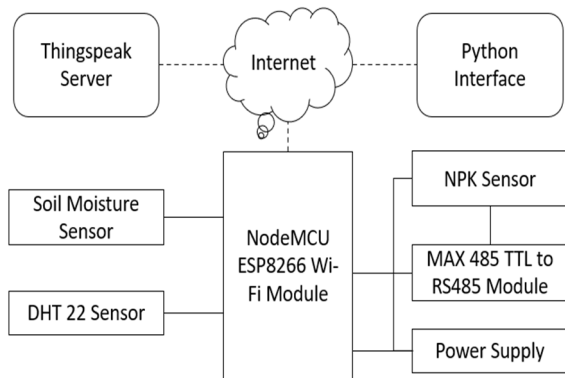 Thingspeak
Server
Internet
Python
Interface
Soil Moisture
Sensor
DHT 22 Sensor
NodeMCU
ESP8266 Wi-
Fi Module
NPK Sensor
MAX 485 TTL to
RS485 Module
Power Supply